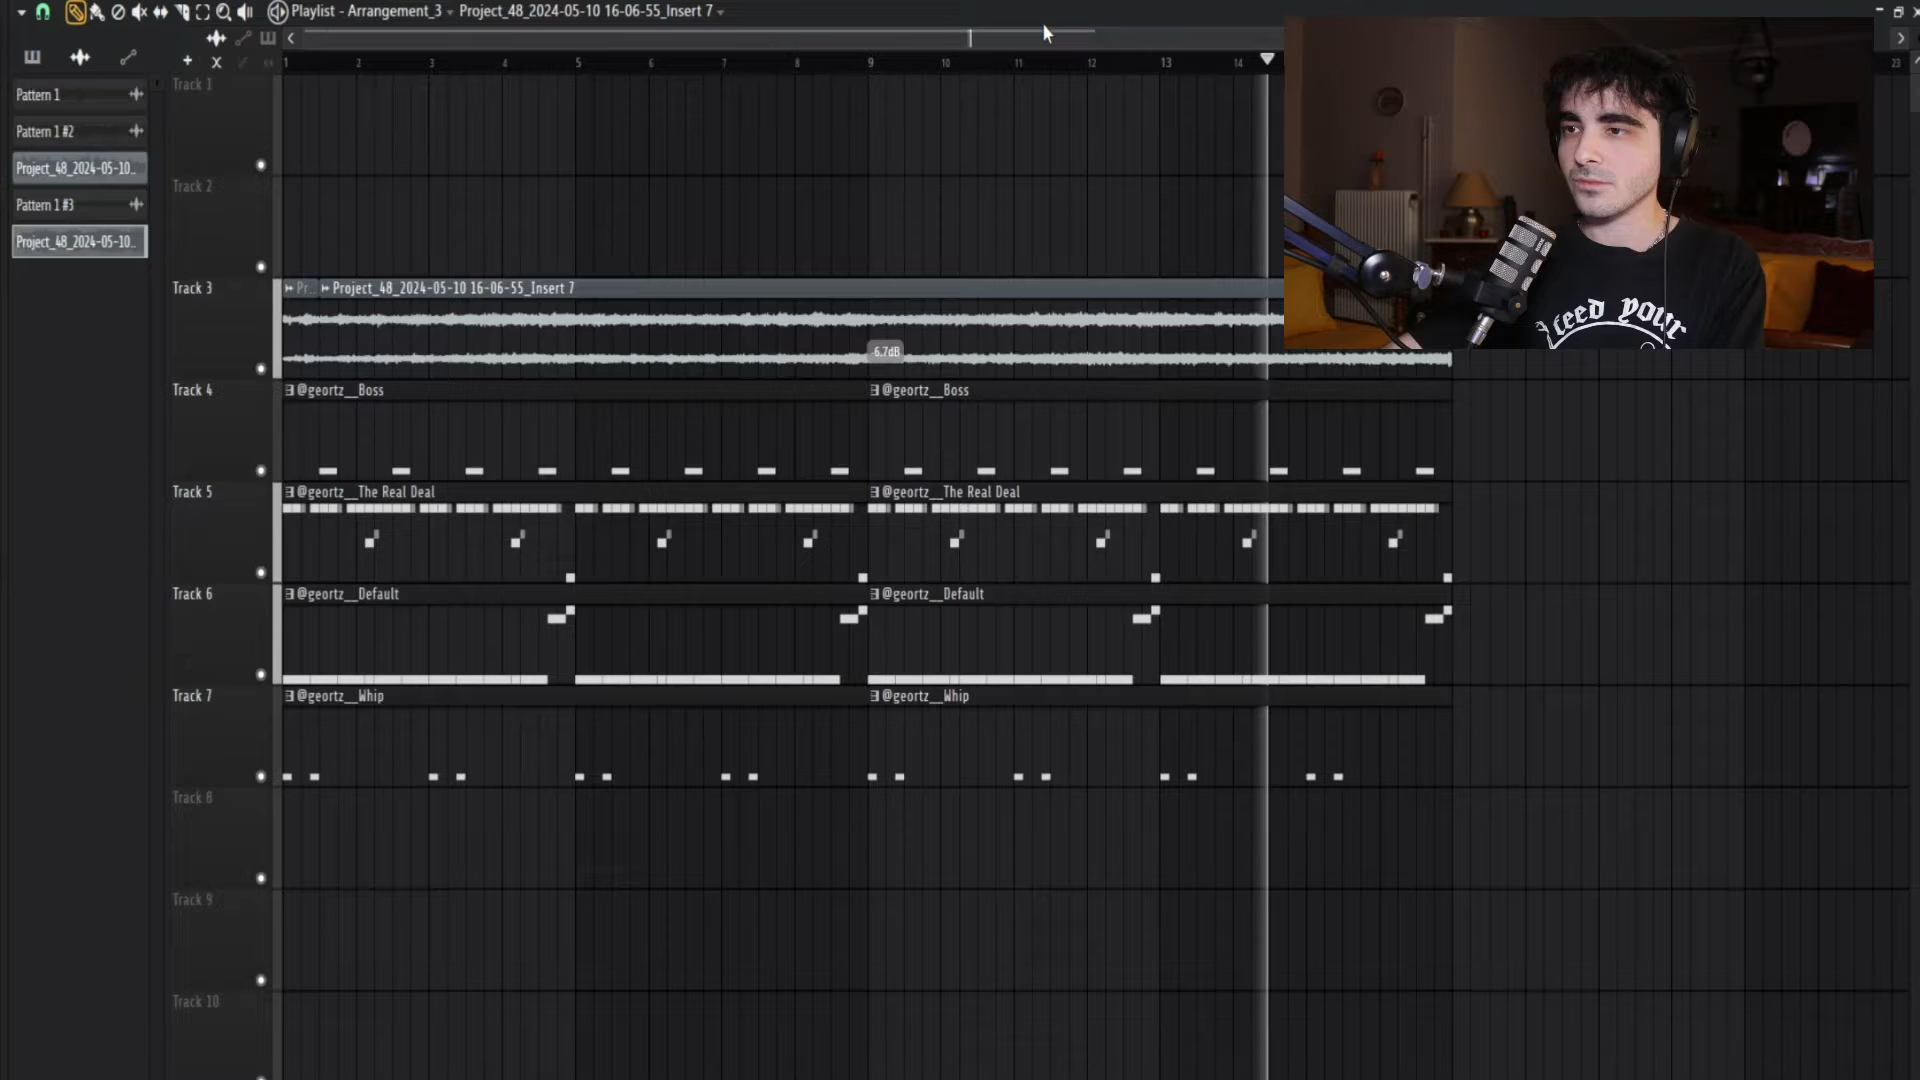 Playlist - Arrangement_3 Project_48_2024-05-10 16-06-55_Insert 7
1 2 3 4 5 6 7 8 9 10 11 12 13 14 23
Pattern 1
Pattern 1 #2
Project_48_2024-05-10..
Pattern 1 #3
Project_48_2024-05-10..
Track 1
Track 2
Track 3
Pr.. Project_48_2024-05-10 16-06-55_Insert 7
-6.7dB
Track 4
@geortz__Boss @geortz__Boss
Track 5
@geortz__The Real Deal @geortz__The Real Deal
Track 6
@geortz__Default @geortz__Default
Track 7
@geortz__Whip @geortz__Whip
Track 8
Track 9
Track 10
your